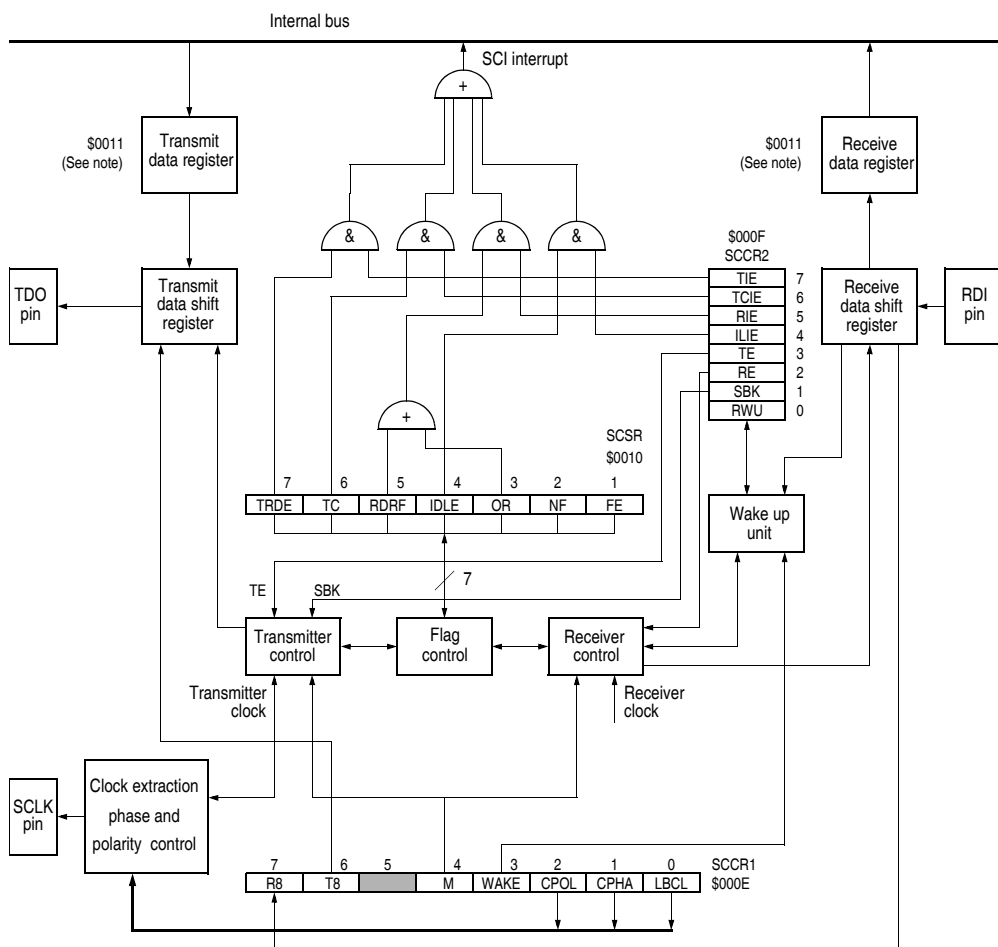 Internal bus
SCI interrupt
+
$0011
(See note)
Transmit
data register
$0011
(See note)
Receive
data register
& & & &
$000F
SCCR2
TDO
pin
Transmit
data shift
register
TIE 7
TCIE 6
RIE 5
ILIE 4
TE 3
RE 2
SBK 1
RWU 0
Receive
data shift
register
RDI
pin
+
SCSR
$0010
7 6 5 4 3 2 1
TRDE TC RDRF IDLE OR NF FE
Wake up
unit
7
TE SBK
Transmitter
control
Flag
control
Receiver
control
Transmitter
clock
Receiver
clock
SCLK
pin
Clock extraction
phase and
polarity control
7 6 5 4 3 2 1 0 SCCR1
R8 T8 M WAKE CPOL CPHA LBCL $000E